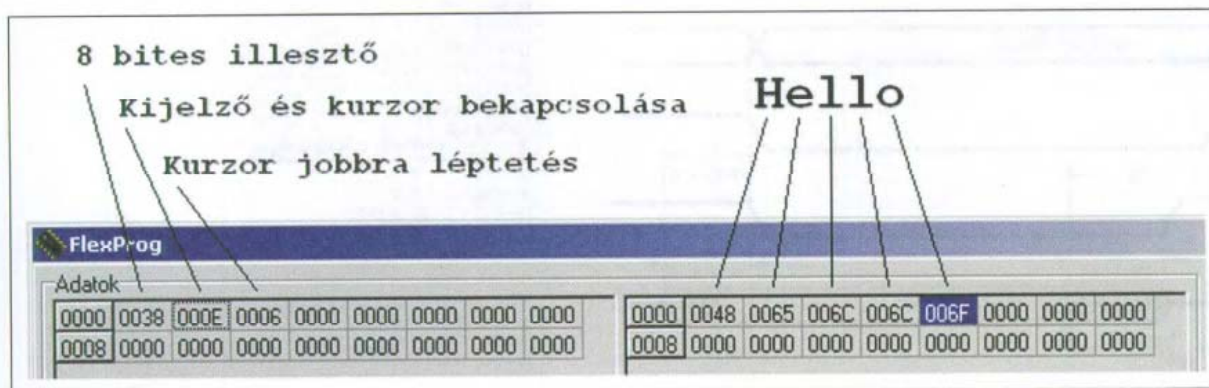 8 bites illesztő
Kijelző és kurzor bekapcsolása
Kurzor jobbra léptetés
Hello
FlexProg
Adatok
0000 0038 000E 0006 0000 0000 0000 0000 0000
0008 0000 0000 0000 0000 0000 0000 0000 0000
0000 0048 0065 006C 006C 006F 0000 0000 0000
0008 0000 0000 0000 0000 0000 0000 0000 0000